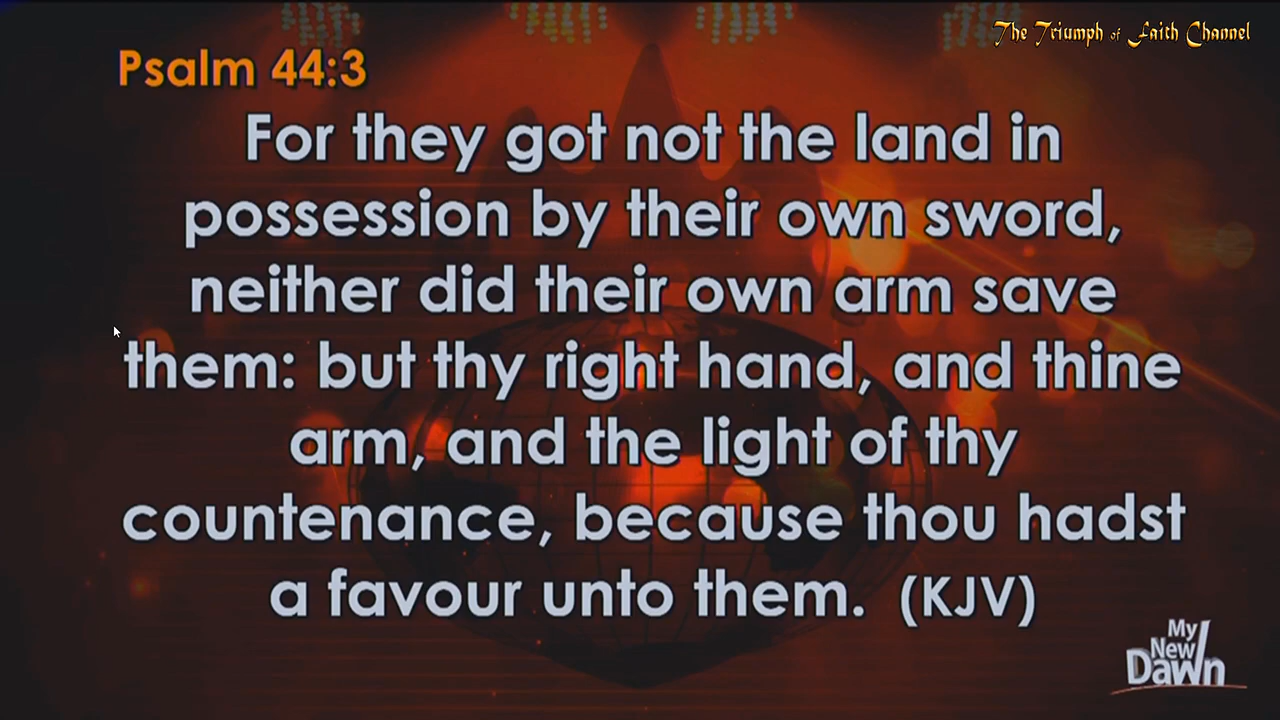 The Triumph of Faith Channel
Psalm 44:3
For they got not the land in
possession by their own sword,
neither did their own arm save
them: but thy right hand, and thine
arm, and the light of thy
countenance, because thou hadst
a favour unto them. (KJV)
My
New
Dawn